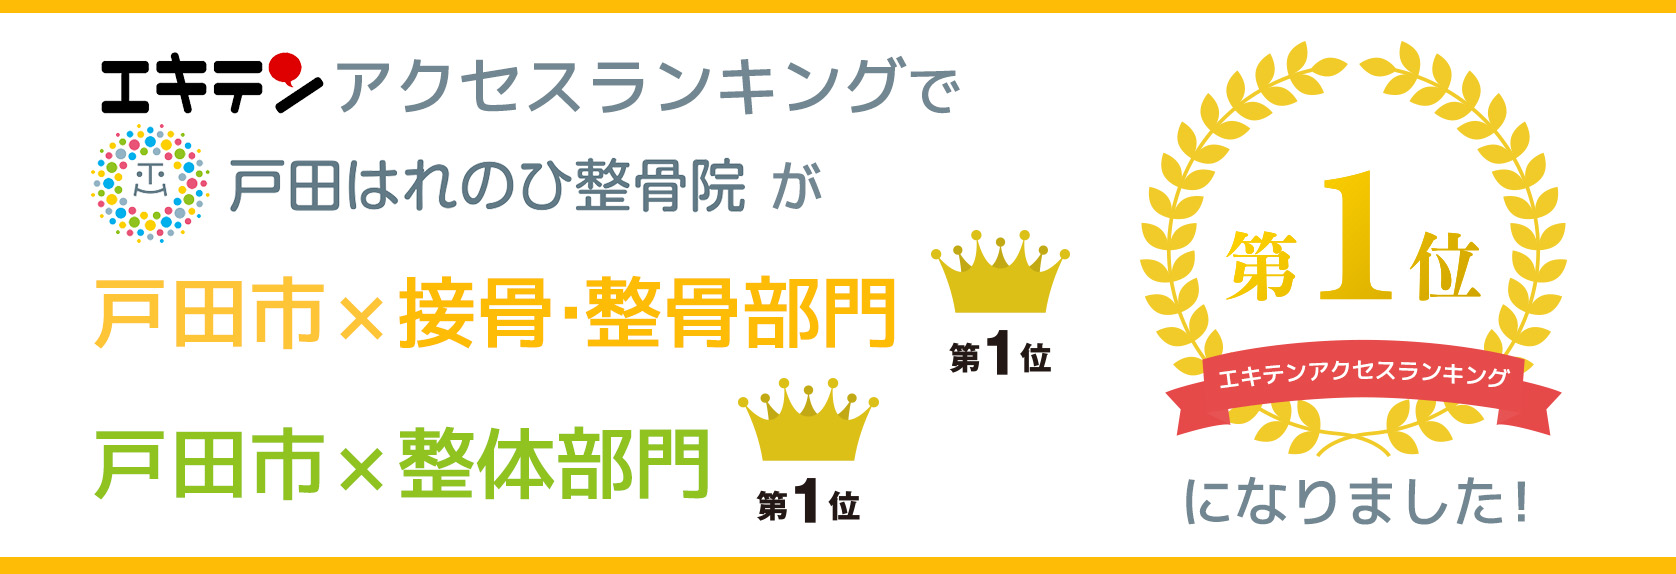 エキテンアクセスランキングで
戸田はれのひ整骨院 が
戸田市×接骨・整骨部門
第1位
戸田市×整体部門
第1位
第1位
エキテンアクセスランキング
になりました!